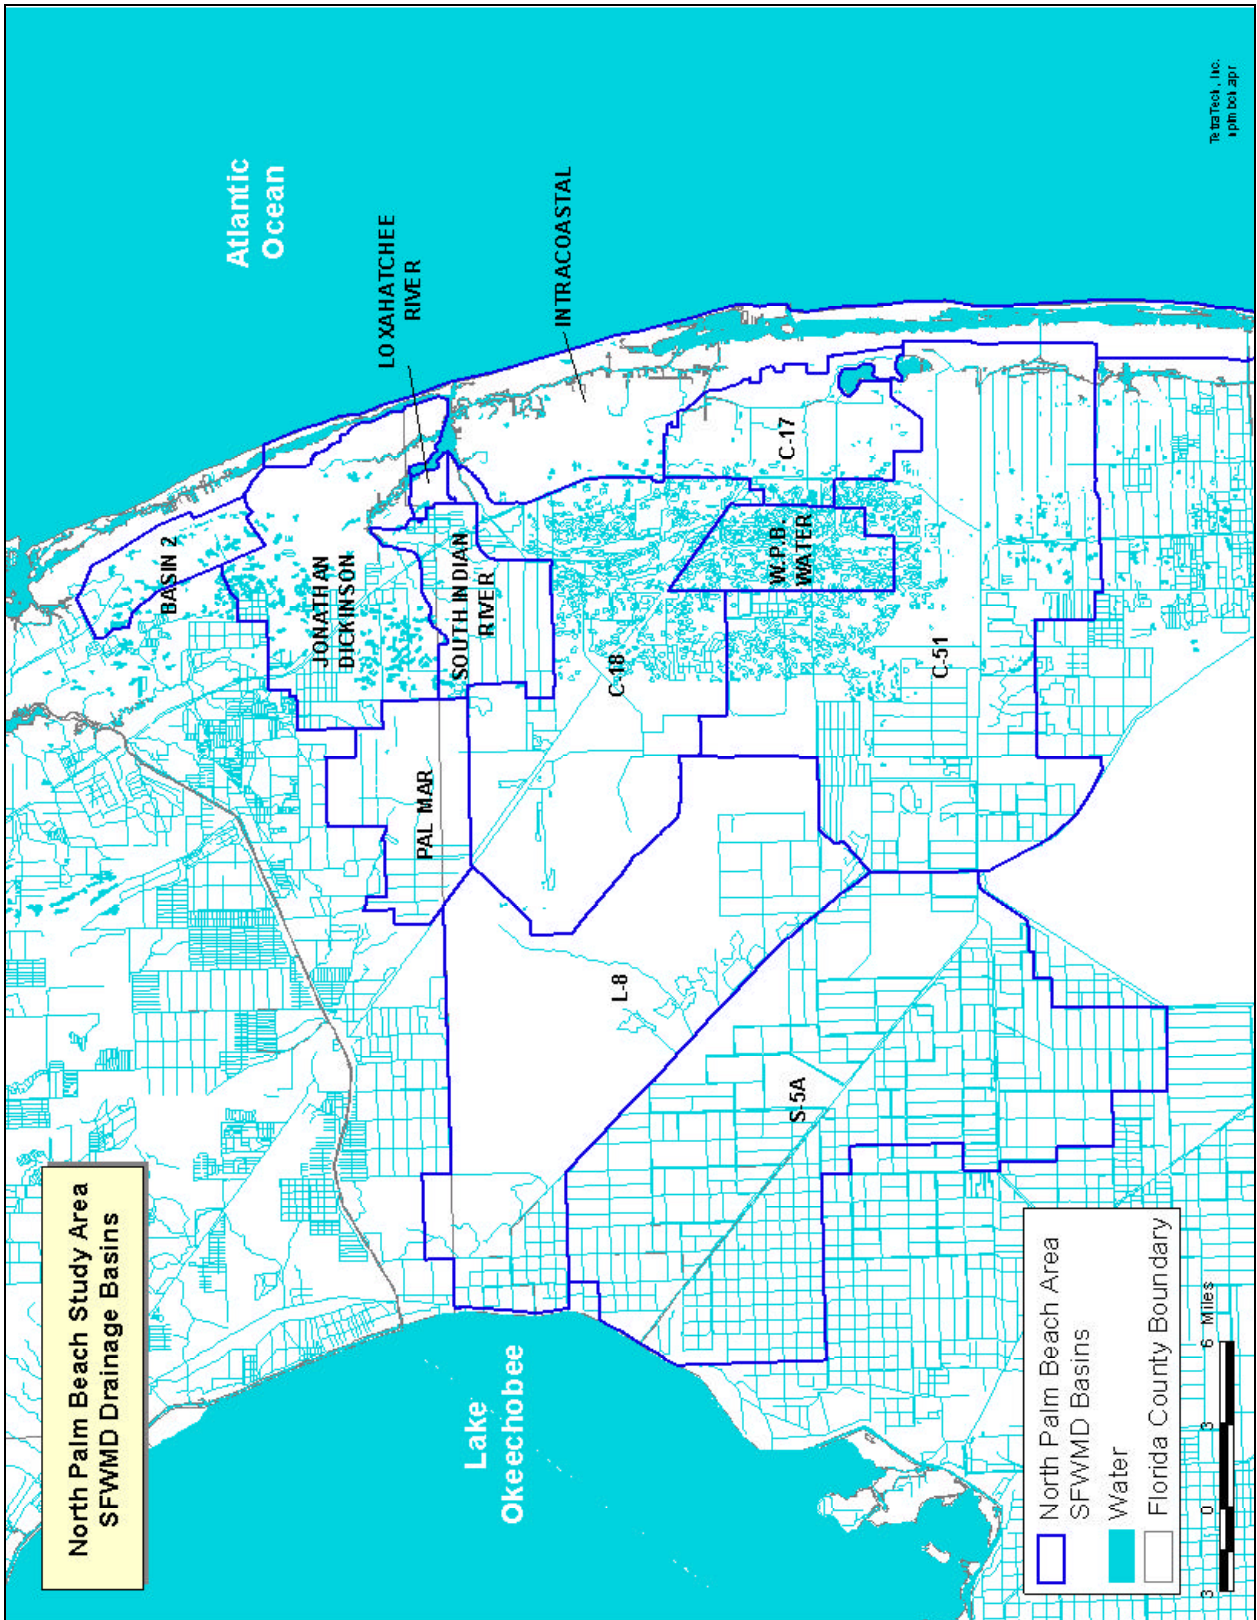 North Palm Beach Study Area
SFWMD Drainage Basins
Atlantic
Ocean
LOXAHATCHEE
RIVER
INTRACOASTAL
BASIN 2
JONATHAN
DICKINSON
SOUTH INDIAN
RIVER
PAL MAR
C-18
C-17
W.P.B.
WATER
C-51
L-8
S-5A
Lake
Okeechobee
North Palm Beach Area
SFWMD Basins
Water
Florida County Boundary
3 0 3 6 Miles
TetraTech, Inc.